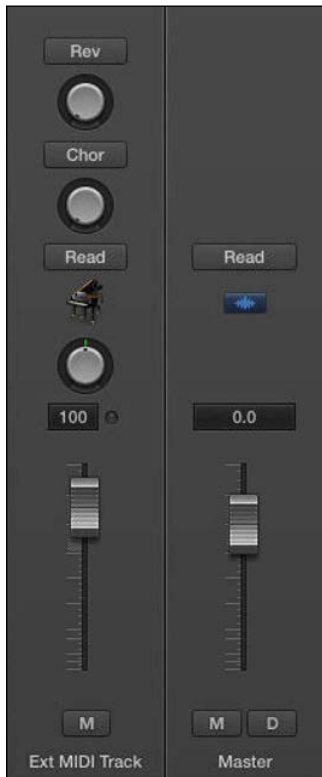 Rev
Chor
Read Read
100 0.0
M M D
Ext MIDI Track Master